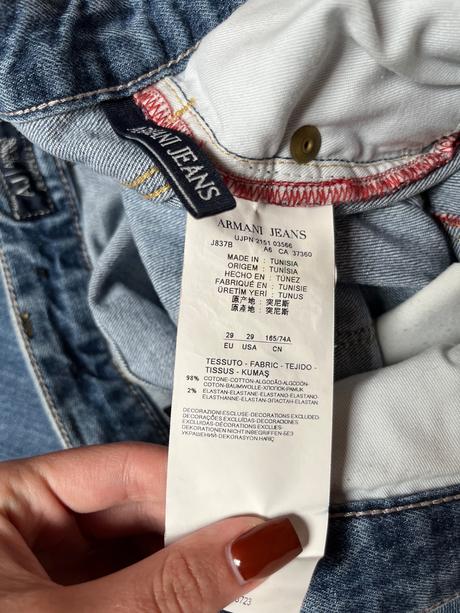 ARMANI JEANS
ARMANI JEANS
UJPN 2151 03566
J837B A6 CA 37360
MADE IN : TUNISIA
ORIGEM : TUNÍSIA
HECHO EN : TÚNEZ
FABRIQUÉ EN : TUNISIE
ÜRETİM YERİ : TUNUS
原产地 : 突尼斯
原產地 : 突尼斯
29 29 165/74A
EU USA CN
TESSUTO - FABRIC - TEJIDO -
TISSUS - KUMAŞ
98% COTONE-COTTON-ALGODÃO-ALGODÓN-
COTTON-BAUMWOLLE-ХЛОПОК-PAMUK
2% ELASTAN-ELASTANE-ELASTANO-ELASTANO-
ELASTHANNE-ELASTAN-ЭЛАСТАН-ELASTAN
DECORAZIONI ESCLUSE-DECORATIONS EXCLUDED-
DECORAÇÕES EXCLUÍDAS-DECORACIONES
EXCLUIDAS-DÉCORATIONS EXCLUES-
DEKORATIONEN NICHT INBEGRIFFEN-БЕЗ
УКРАШЕНИЙ-DEKORASYON HARİÇ